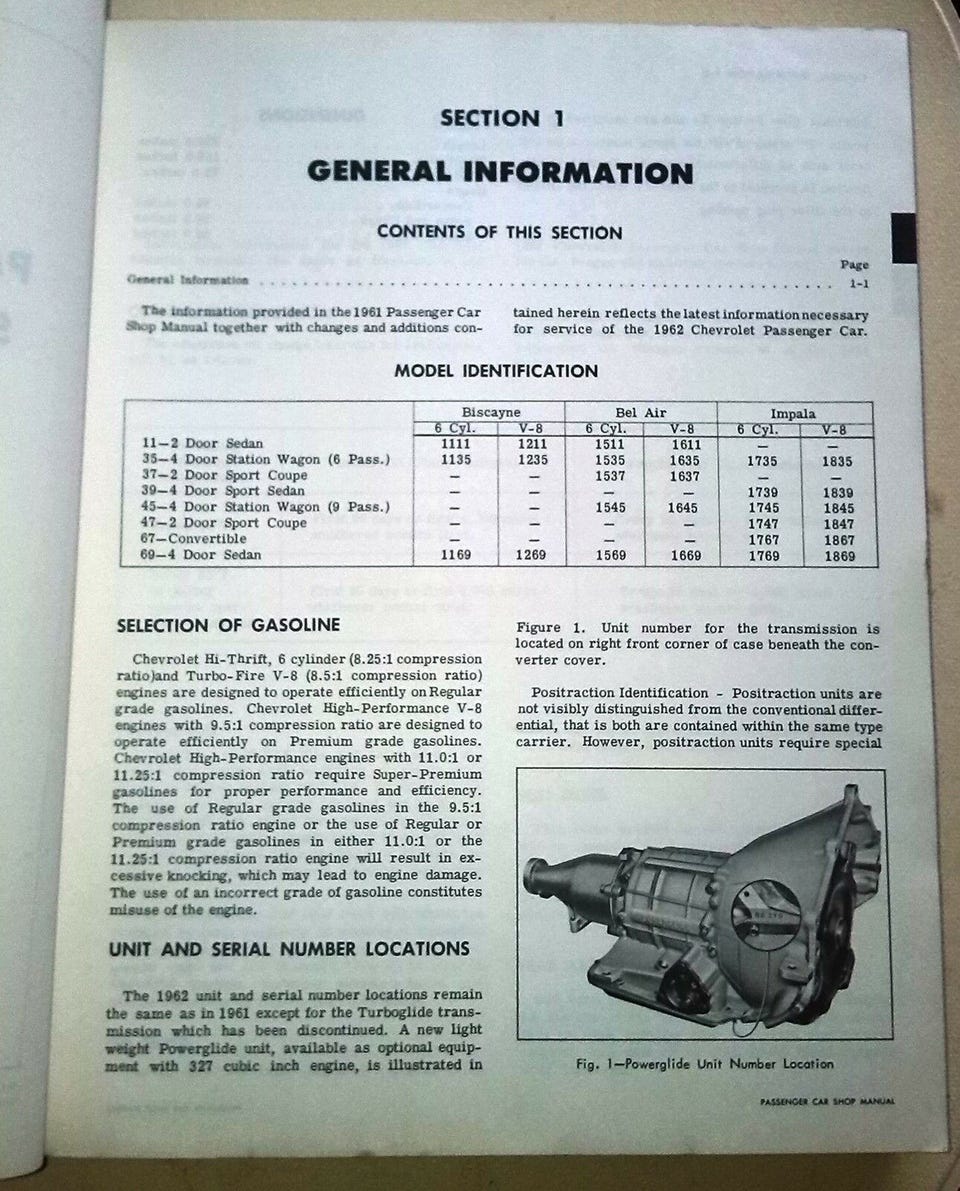 SECTION 1
GENERAL INFORMATION
CONTENTS OF THIS SECTION
Page
General Information . . . . . . . . . . . . . . . . . . . . . . . . . . . . . . . . . . . . . . . . . . . . . . . . . . 1-1
The information provided in the 1961 Passenger Car
Shop Manual together with changes and additions con-
tained herein reflects the latest information necessary
for service of the 1962 Chevrolet Passenger Car.
MODEL IDENTIFICATION
Biscayne Bel Air Impala
6 Cyl. V-8 6 Cyl. V-8 6 Cyl. V-8
11—2 Door Sedan 1111 1211 1511 1611 — —
35—4 Door Station Wagon (6 Pass.) 1135 1235 1535 1635 1735 1835
37—2 Door Sport Coupe — — 1537 1637 — —
39—4 Door Sport Sedan — — — — 1739 1839
45—4 Door Station Wagon (9 Pass.) — — 1545 1645 1745 1845
47—2 Door Sport Coupe — — — — 1747 1847
67—Convertible — — — — 1767 1867
69—4 Door Sedan 1169 1269 1569 1669 1769 1869
SELECTION OF GASOLINE
Chevrolet Hi-Thrift, 6 cylinder (8.25:1 compression
ratio)and Turbo-Fire V-8 (8.5:1 compression ratio)
engines are designed to operate efficiently on Regular
grade gasolines. Chevrolet High-Performance V-8
engines with 9.5:1 compression ratio are designed to
operate efficiently on Premium grade gasolines.
Chevrolet High-Performance engines with 11.0:1 or
11.25:1 compression ratio require Super-Premium
gasolines for proper performance and efficiency.
The use of Regular grade gasolines in the 9.5:1
compression ratio engine or the use of Regular or
Premium grade gasolines in either 11.0:1 or the
11.25:1 compression ratio engine will result in ex-
cessive knocking, which may lead to engine damage.
The use of an incorrect grade of gasoline constitutes
misuse of the engine.
UNIT AND SERIAL NUMBER LOCATIONS
The 1962 unit and serial number locations remain
the same as in 1961 except for the Turboglide trans-
mission which has been discontinued. A new light
weight Powerglide unit, available as optional equip-
ment with 327 cubic inch engine, is illustrated in
Figure 1. Unit number for the transmission is
located on right front corner of case beneath the con-
verter cover.
Positraction Identification - Positraction units are
not visibly distinguished from the conventional differ-
ential, that is both are contained within the same type
carrier. However, positraction units require special
Fig. 1—Powerglide Unit Number Location
PASSENGER CAR SHOP MANUAL